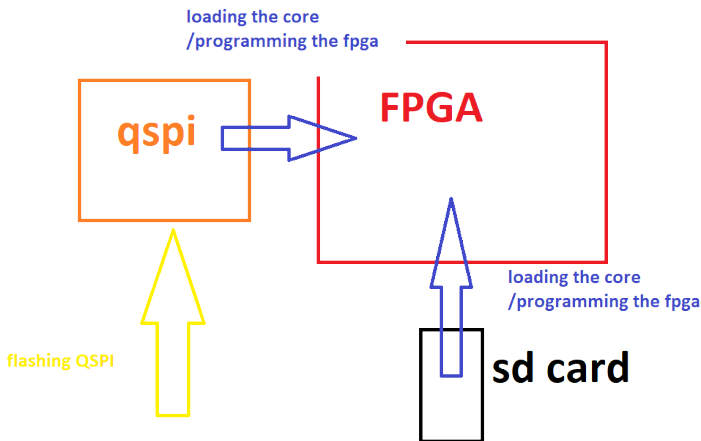 loading the core
/programming the fpga
FPGA
qspi
loading the core
/programming the fpga
flashing QSPI
sd card